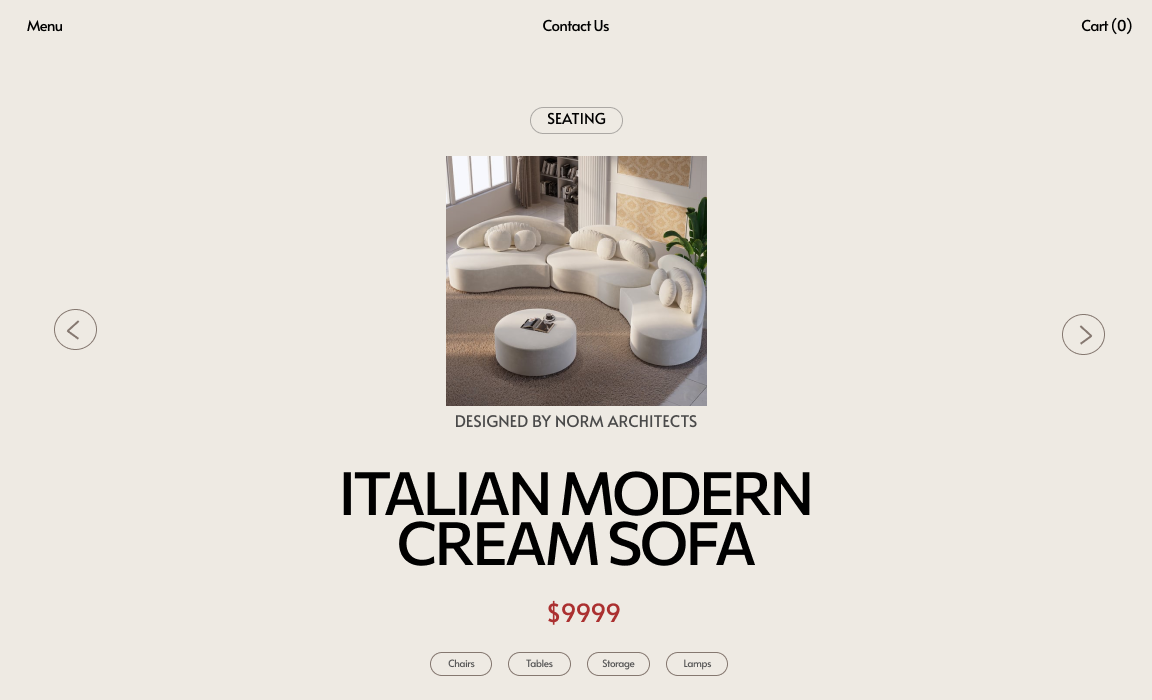 Menu
Contact Us
Cart (0)
SEATING
DESIGNED BY NORM ARCHITECTS
ITALIAN MODERN
CREAM SOFA
$9999
Chairs
Tables
Storage
Lamps